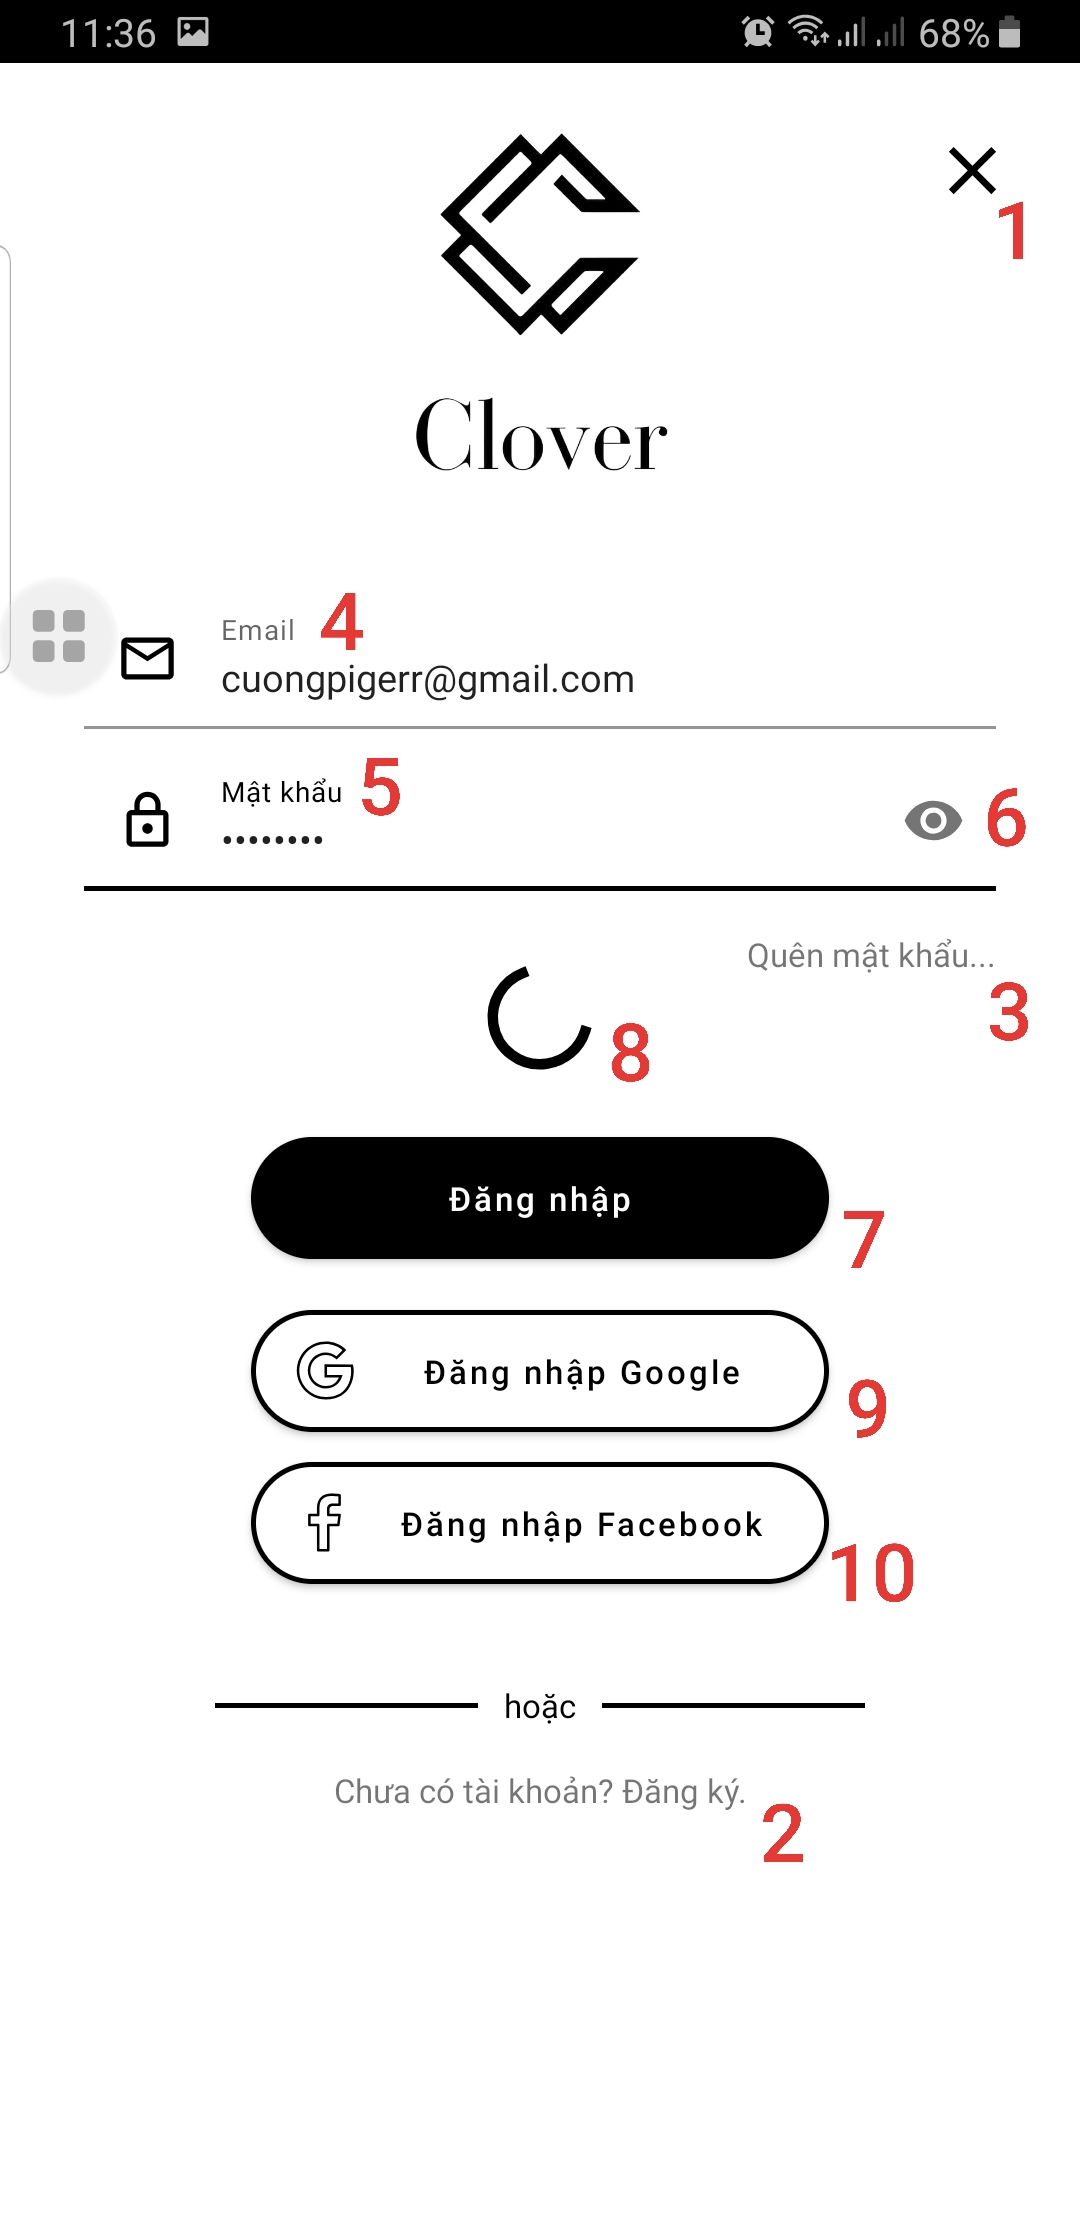 11:36 68%
1
Clover
Email 4
cuongpigerr@gmail.com
Mật khẩu 5
••••••••
6
Quên mật khẩu...
3
8
Đăng nhập
7
Đăng nhập Google
9
Đăng nhập Facebook
10
hoặc
Chưa có tài khoản? Đăng ký.
2